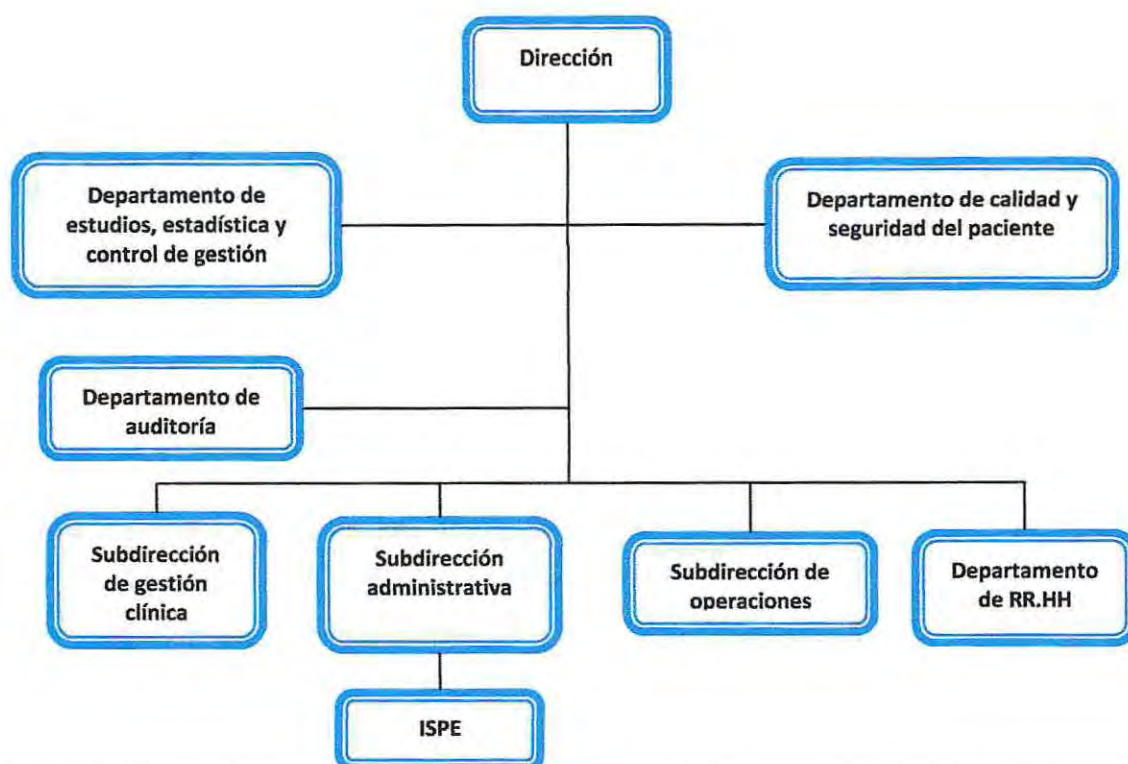 Dirección
Departamento de
estudios, estadística y
control de gestión
Departamento de calidad y
seguridad del paciente
Departamento de
auditoría
Subdirección
de gestión
clínica
Subdirección
administrativa
Subdirección de
operaciones
Departamento
de RR.HH
ISPE